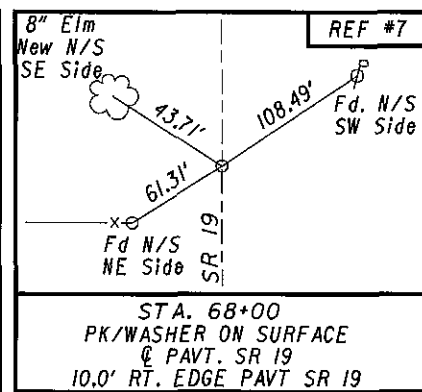 8" Elm
New N/S
SE Side
REF #7
43.71'
108.49'
Fd. N/S
SW Side
61.31'
x
Fd N/S
NE Side
SR 19
STA. 68+00
PK/WASHER ON SURFACE
℄ PAVT. SR 19
10.0' RT. EDGE PAVT SR 19